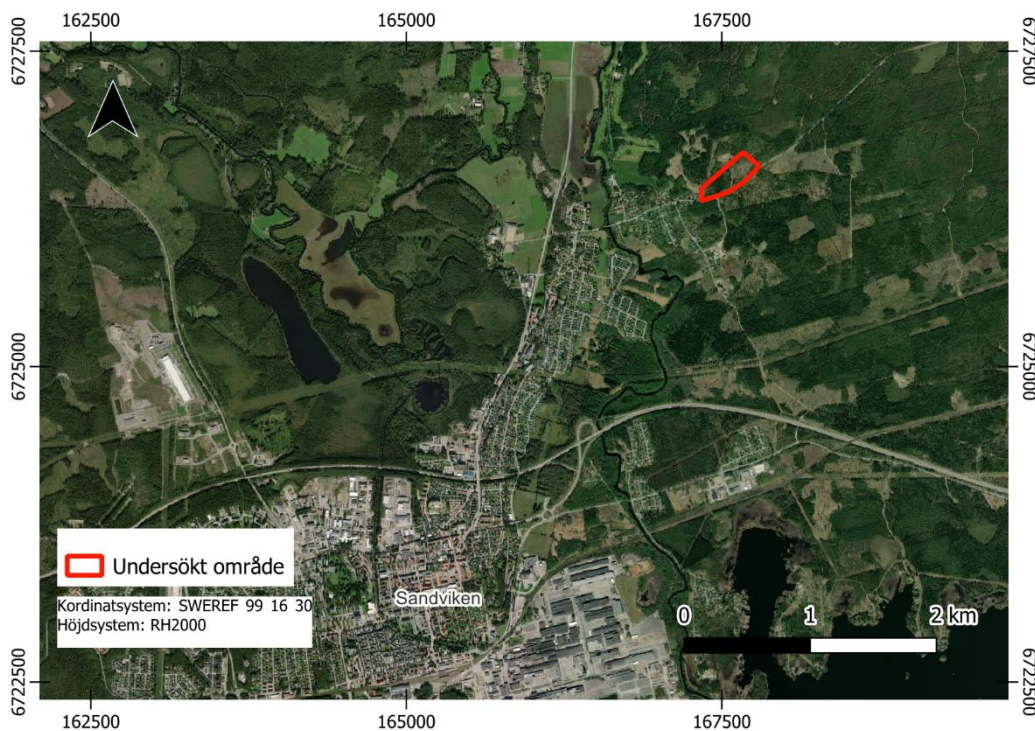 162500 165000 167500
6727500 6727500
6725000 6725000
Undersökt område
Kordinatsystem: SWEREF 99 16 30
Höjdsystem: RH2000
Sandviken
0 1 2 km
6722500 6722500
162500 165000 167500